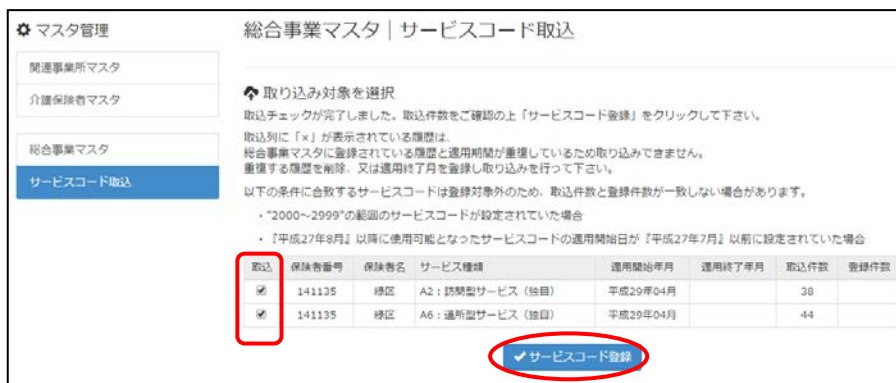 マスタ管理
関連事業所マスタ
介護保険者マスタ
総合事業マスタ
サービスコード取込
総合事業マスタ｜サービスコード取込
取り込み対象を選択
取込チェックが完了しました。取込件数をご確認の上「サービスコード登録」をクリックして下さい。
取込列に「×」が表示されている履歴は、
総合事業マスタに登録されている履歴と適用期間が重複しているため取り込みできません。
重複する履歴を削除、又は適用終了月を登録し取り込みを行って下さい。
以下の条件に合致するサービスコードは登録対象外のため、取込件数と登録件数が一致しない場合があります。
・"2000～2999"の範囲のサービスコードが設定されていた場合
・『平成27年8月』以降に使用可能となったサービスコードの適用開始日が『平成27年7月』以前に設定されていた場合
取込 保険者番号 保険者名 サービス種類 適用開始年月 適用終了年月 取込件数 登録件数
141135 緑区 A2：訪問型サービス（独自） 平成29年04月 38
141135 緑区 A6：通所型サービス（独自） 平成29年04月 44
サービスコード登録